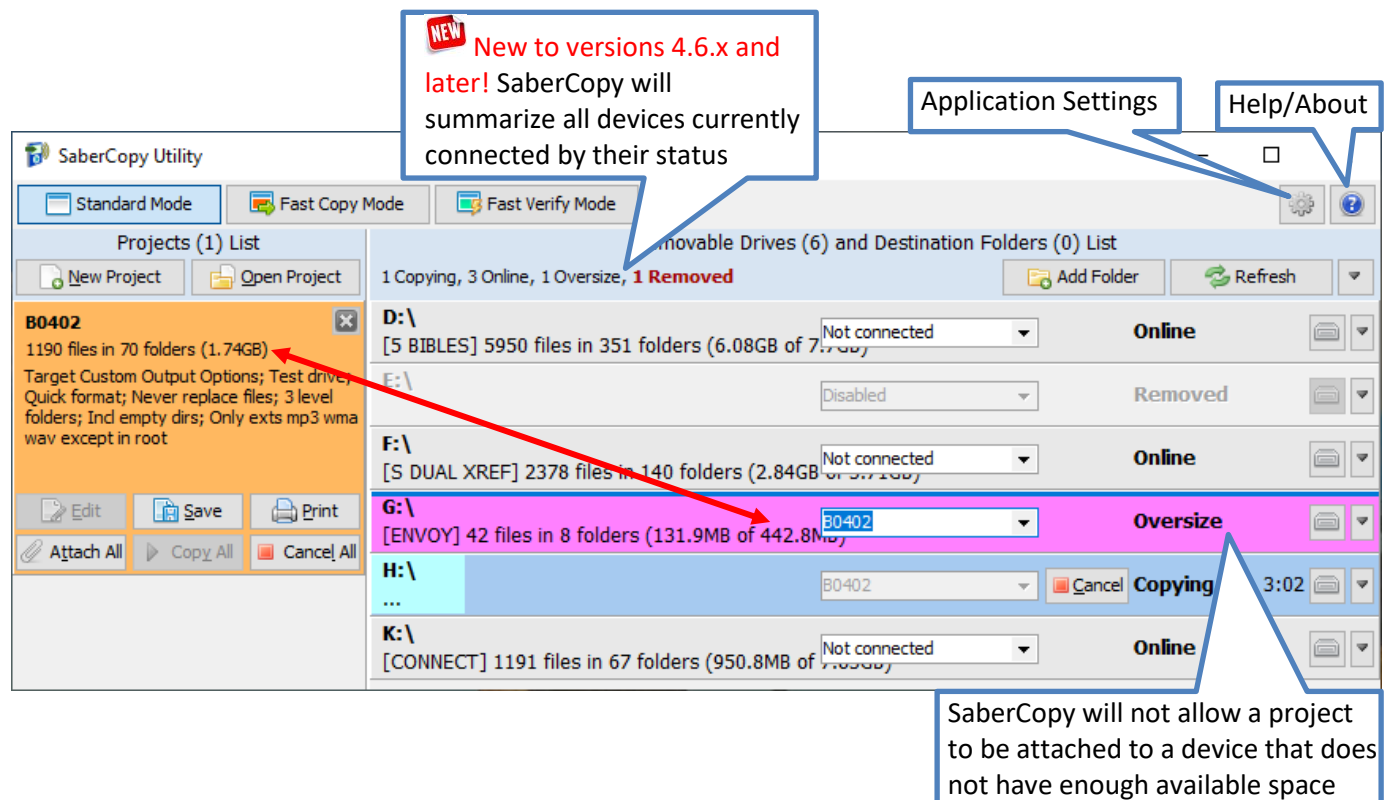 NEW New to versions 4.6.x and
later! SaberCopy will
summarize all devices currently
connected by their status
Application Settings
Help/About
SaberCopy Utility
Standard Mode
Fast Copy Mode
Fast Verify Mode
Projects (1) List
Drives (6) and Destination Folders (0) List
New Project
Open Project
1 Copying, 3 Online, 1 Oversize, 1 Removed
Add Folder
Refresh
B0402
1190 files in 70 folders (1.74GB)
Target Custom Output Options; Test drive;
Quick format; Never replace files; 3 level
folders; Incl empty dirs; Only exts mp3 wma
wav except in root
Edit
Save
Print
Attach All
Copy All
Cancel All
D:\
[5 BIBLES] 5950 files in 351 folders (6.08GB of
Not connected
Online
E:\
Disabled
Removed
F:\
[S DUAL XREF] 2378 files in 140 folders (2.84GB
Not connected
Online
G:\
[ENVOY] 42 files in 8 folders (131.9MB of 442.8MB)
B0402
Oversize
H:\
...
B0402
Cancel
Copying
3:02
K:\
[CONNECT] 1191 files in 67 folders (950.8MB of
Not connected
Online
SaberCopy will not allow a project
to be attached to a device that does
not have enough available space